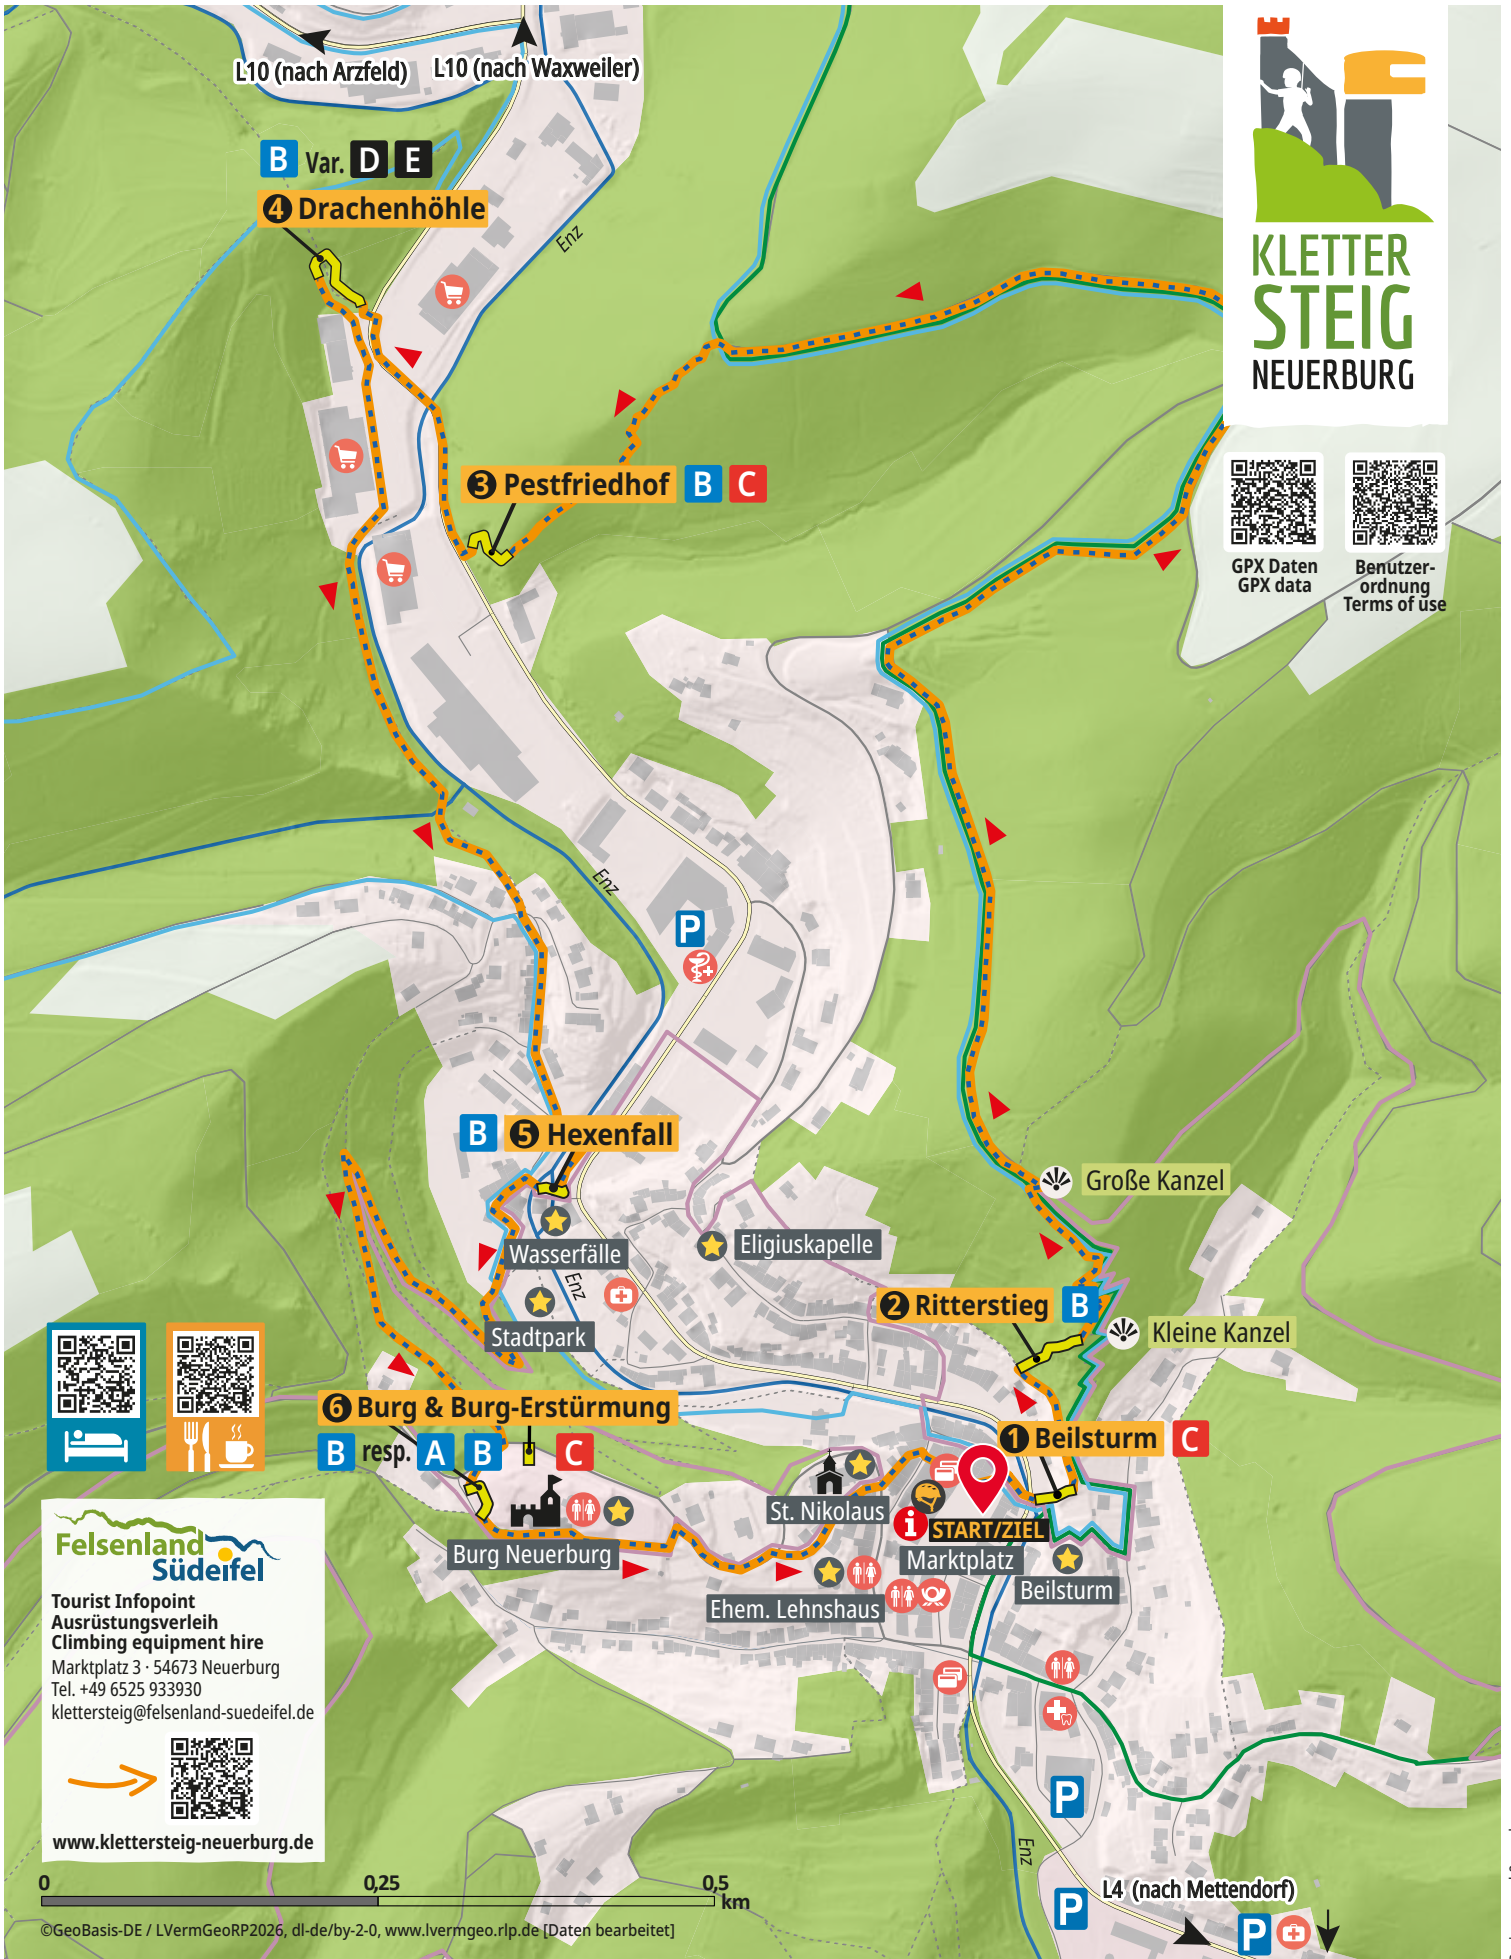 L10 (nach Arzfeld)
L10 (nach Waxweiler)
B Var. D E
4 Drachenhöhle
Enz
KLETTER
STEIG
NEUERBURG
3 Pestfriedhof B C
GPX Daten
GPX data
Benutzer-
ordnung
Terms of use
Enz
P
B 5 Hexenfall
Große Kanzel
Wasserfälle
Eligiuskapelle
Enz
Stadtpark
2 Ritterstieg B
Kleine Kanzel
6 Burg & Burg-Erstürmung
B resp. A B C
1 Beilsturm C
St. Nikolaus
START/ZIEL
i
Marktplatz
Burg Neuerburg
Beilsturm
Ehem. Lehnshaus
Felsenland
Südeifel
Tourist Infopoint
Ausrüstungsverleih
Climbing equipment hire
Marktplatz 3 · 54673 Neuerburg
Tel. +49 6525 933930
klettersteig@felsenland-suedeifel.de
www.klettersteig-neuerburg.de
P
Enz
L4 (nach Mettendorf)
P
P
0 0,25 0,5
km
©GeoBasis-DE / LVermGeoRP2026, dl-de/by-2-0, www.lvermgeo.rlp.de [Daten bearbeitet]